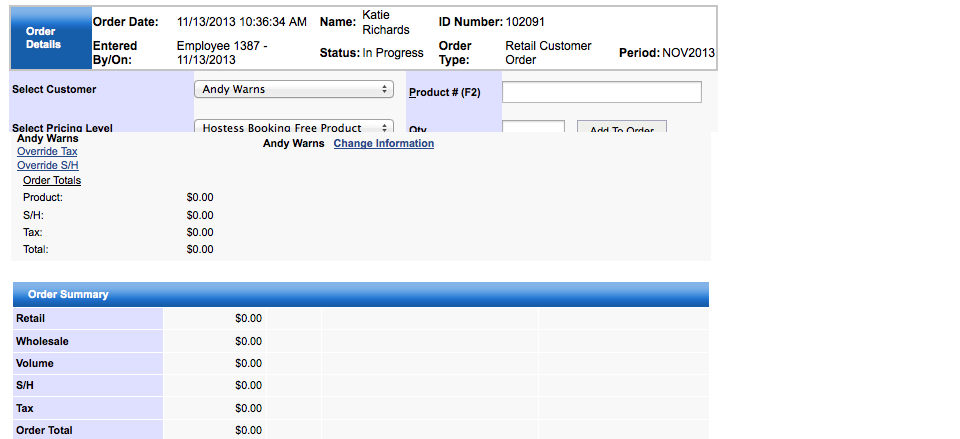 Order Details
Order Date: 11/13/2013 10:36:34 AM Name: Katie Richards ID Number: 102091
Entered By/On: Employee 1387 - 11/13/2013 Status: In Progress Order Type: Retail Customer Order Period: NOV2013
Select Customer Andy Warns Product # (F2)
Select Pricing Level Hostess Booking Free Product Qty Add To Order
Andy Warns
Andy Warns Change Information
Override Tax
Override S/H
Order Totals
Product: $0.00
S/H: $0.00
Tax: $0.00
Total: $0.00
Order Summary
Retail $0.00
Wholesale $0.00
Volume $0.00
S/H $0.00
Tax $0.00
Order Total $0.00